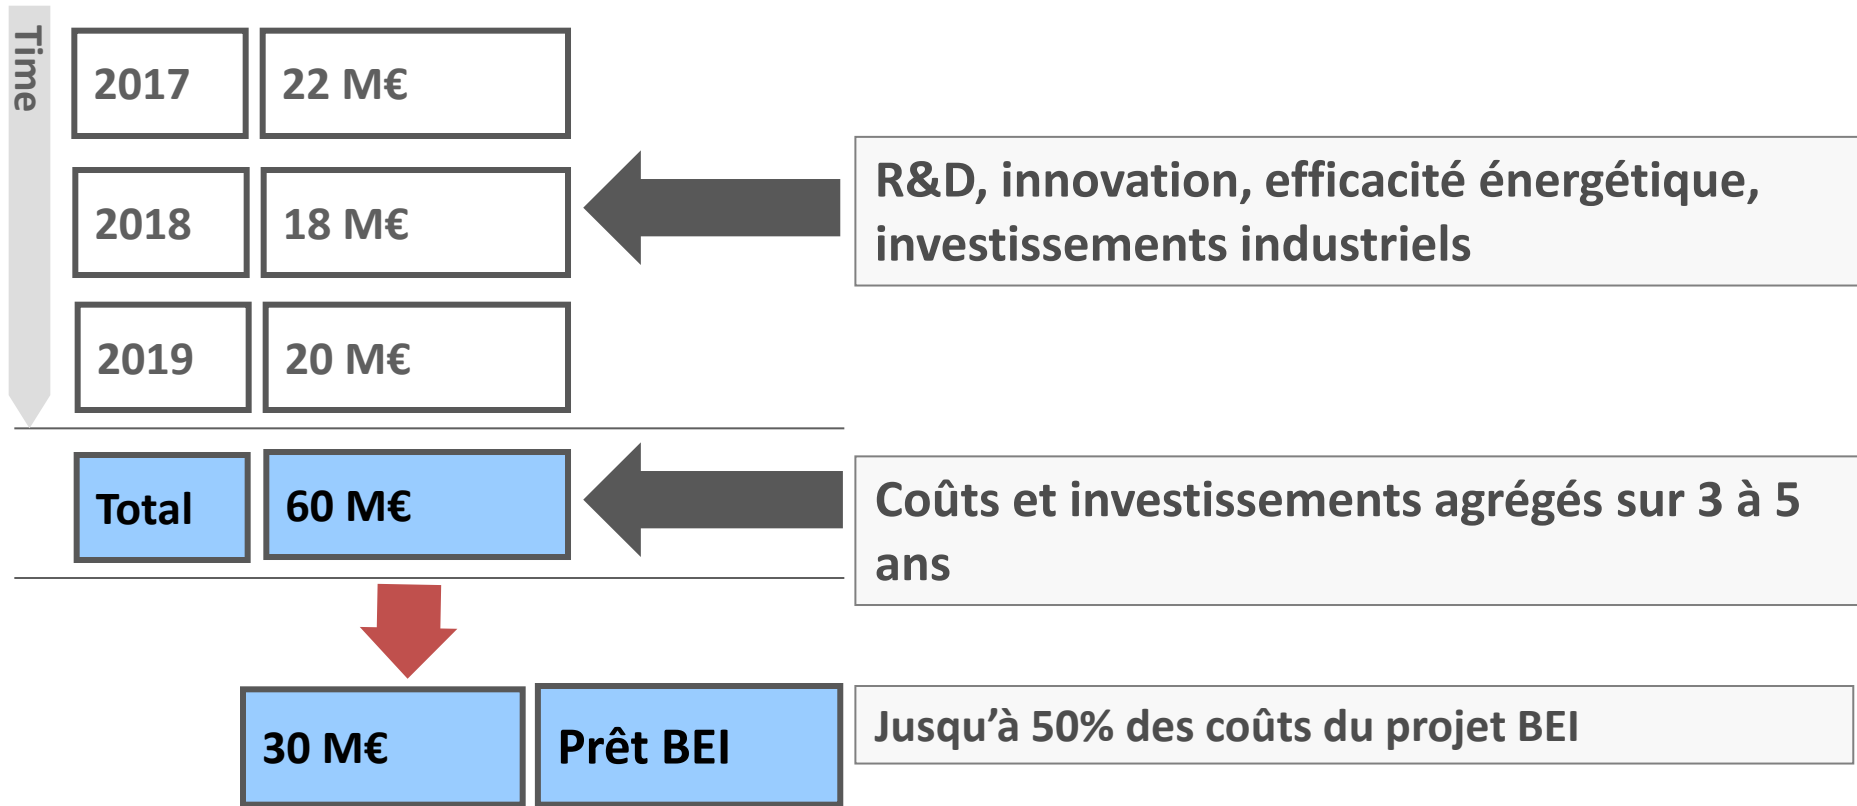 Time
2017
22 M€
2018
18 M€
R&D, innovation, efficacité énergétique,
investissements industriels
2019
20 M€
Total
60 M€
Coûts et investissements agrégés sur 3 à 5
ans
30 M€
Prêt BEI
Jusqu’à 50% des coûts du projet BEI